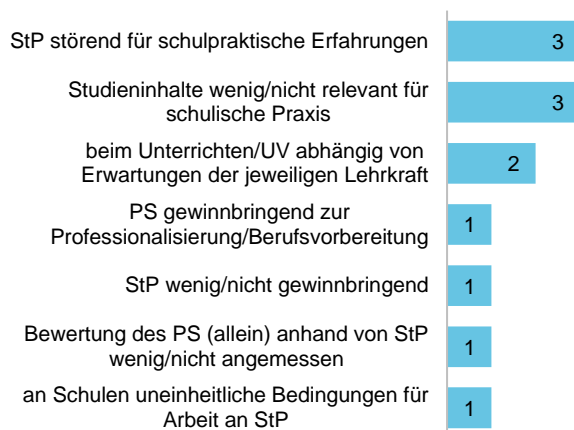 StP störend für schulpraktische Erfahrungen 3
Studieninhalte wenig/nicht relevant für
schulische Praxis 3
beim Unterrichten/UV abhängig von
Erwartungen der jeweiligen Lehrkraft 2
PS gewinnbringend zur
Professionalisierung/Berufsvorbereitung 1
StP wenig/nicht gewinnbringend 1
Bewertung des PS (allein) anhand von StP
wenig/nicht angemessen 1
an Schulen uneinheitliche Bedingungen für
Arbeit an StP 1